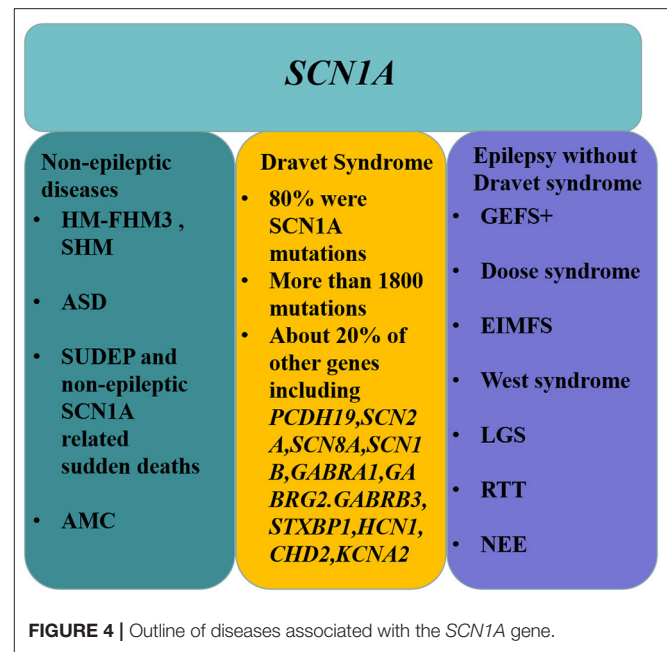 SCN1A
Non-epileptic
diseases
• HM-FHM3 ,
SHM
• ASD
• SUDEP and
non-epileptic
SCN1A
related
sudden deaths
• AMC
Dravet Syndrome
• 80% were
SCN1A
mutations
• More than 1800
mutations
• About 20% of
other genes
including
PCDH19,SCN2
A,SCN8A,SCN1
B,GABRA1,GA
BRG2.GABRB3,
STXBP1,HCN1,
CHD2,KCNA2
Epilepsy without
Dravet syndrome
• GEFS+
• Doose syndrome
• EIMFS
• West syndrome
• LGS
• RTT
• NEE
FIGURE 4 | Outline of diseases associated with the SCN1A gene.